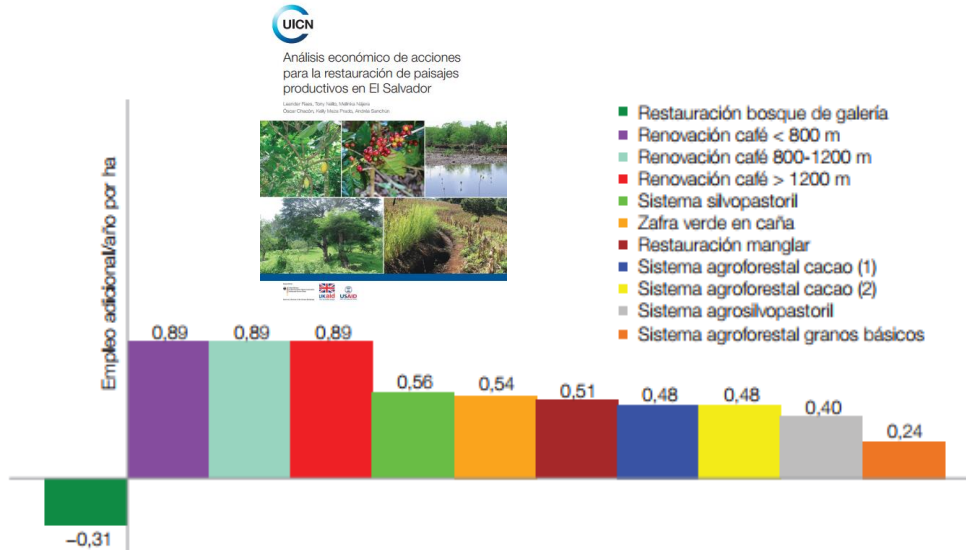 UICN
Análisis económico de acciones
para la restauración de paisajes
productivos en El Salvador
Empleo adicional/año por ha
Restauración bosque de galería
Renovación café < 800 m
Renovación café 800-1200 m
Renovación café > 1200 m
Sistema silvopastoril
Zafra verde en caña
Restauración manglar
Sistema agroforestal cacao (1)
Sistema agroforestal cacao (2)
Sistema agrosilvopastoril
Sistema agroforestal granos básicos
UKaid
USAID
0,89
0,89
0,89
0,56
0,54
0,51
0,48
0,48
0,40
0,24
−0,31